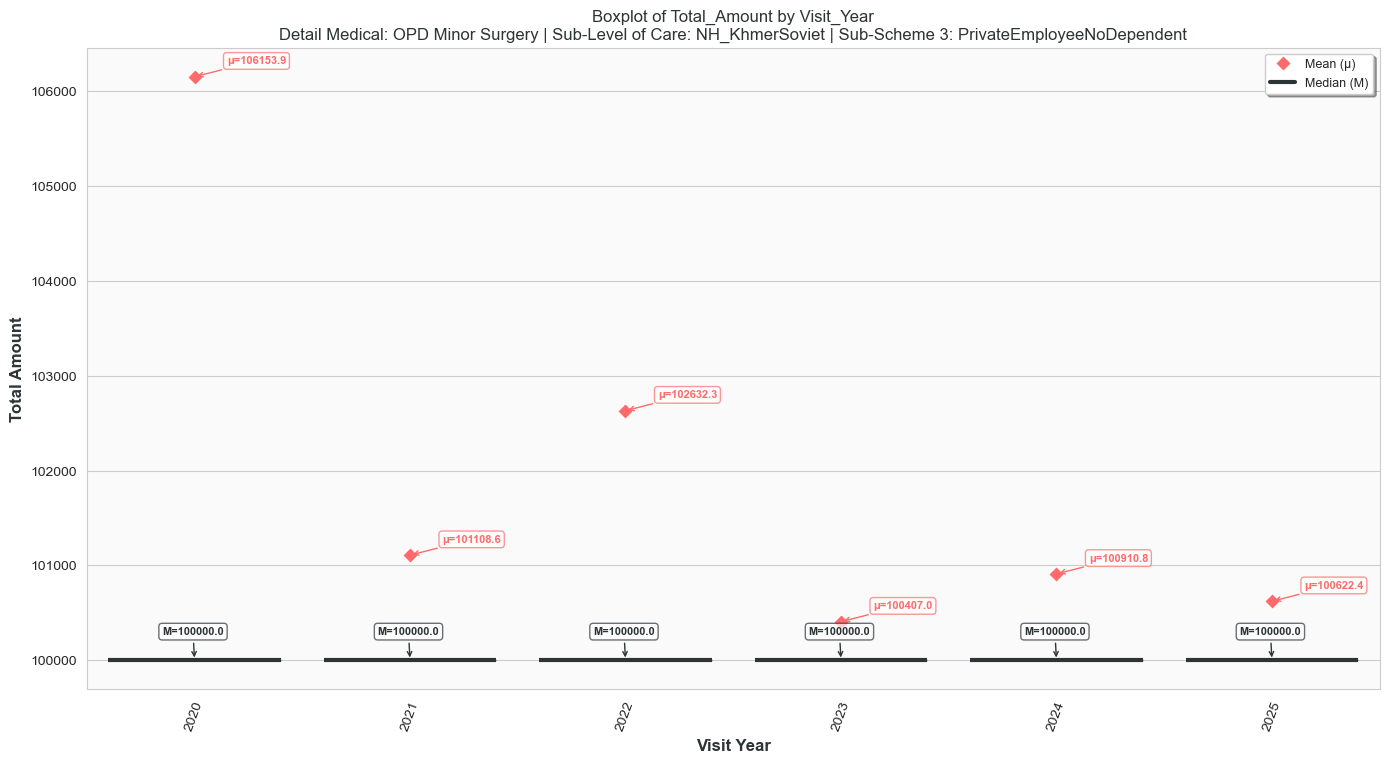 Boxplot of Total_Amount by Visit_Year
Detail Medical: OPD Minor Surgery | Sub-Level of Care: NH_KhmerSoviet | Sub-Scheme 3: PrivateEmployeeNoDependent
Mean (μ)
Median (M)
Total Amount
106000
105000
104000
103000
102000
101000
100000
μ=106153.9
μ=101108.6
μ=102632.3
μ=100407.0
μ=100910.8
μ=100622.4
M=100000.0
M=100000.0
M=100000.0
M=100000.0
M=100000.0
M=100000.0
2020
2021
2022
2023
2024
2025
Visit Year